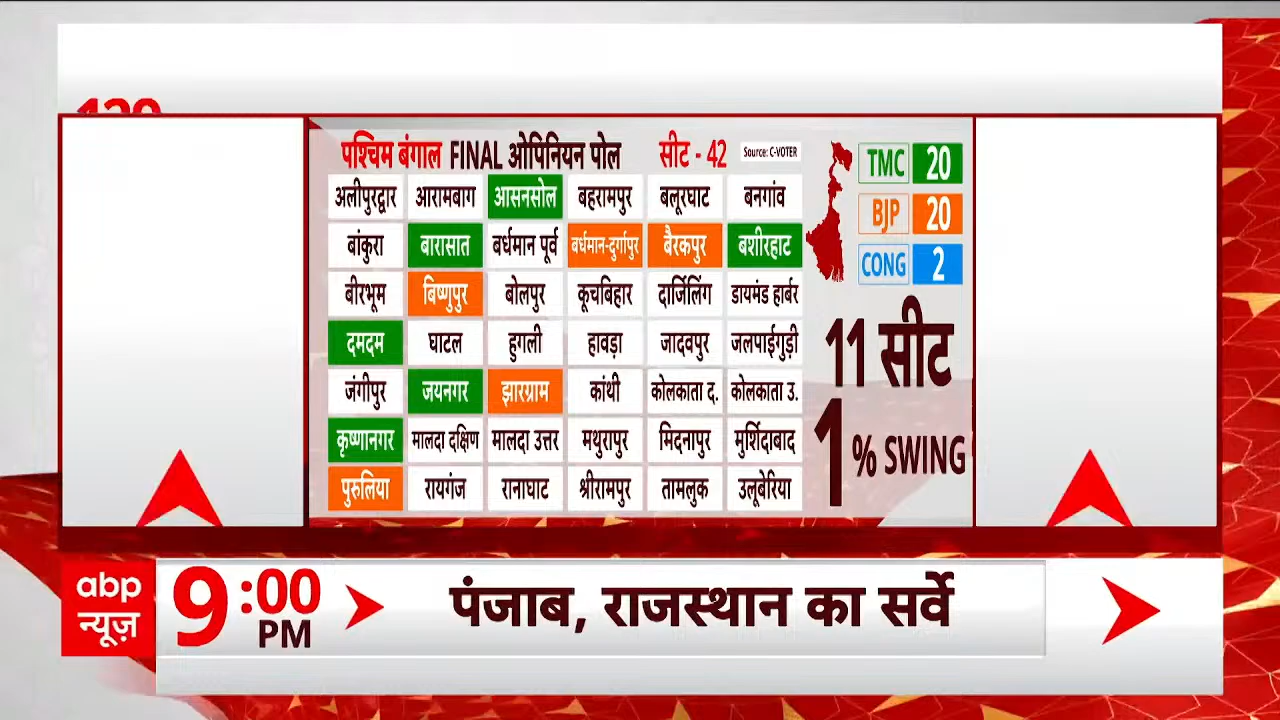 पश्चिम बंगाल FINAL ओपिनियन पोल सीट - 42 Source: C-VOTER
अलीपुरद्वार आरामबाग आसनसोल बहरामपुर बलूरघाट बनगांव
बांकुरा बारासात बर्धमान पूर्व बर्धमान-दुर्गापुर बैरकपुर बशीरहाट
बीरभूम बिष्णुपुर बोलपुर कूचबिहार दार्जिलिंग डायमंड हार्बर
दमदम घाटल हुगली हावड़ा जादवपुर जलपाईगुड़ी
जंगीपुर जयनगर झारग्राम कांथी कोलकाता द. कोलकाता उ.
कृष्णानगर मालदा दक्षिण मालदा उत्तर मथुरापुर मिदनापुर मुर्शिदाबाद
पुरुलिया रायगंज रानाघाट श्रीरामपुर तामलुक उलूबेरिया
TMC 20
BJP 20
CONG 2
11 सीट
1% SWING
abp न्यूज़
9:00 PM
पंजाब, राजस्थान का सर्वे